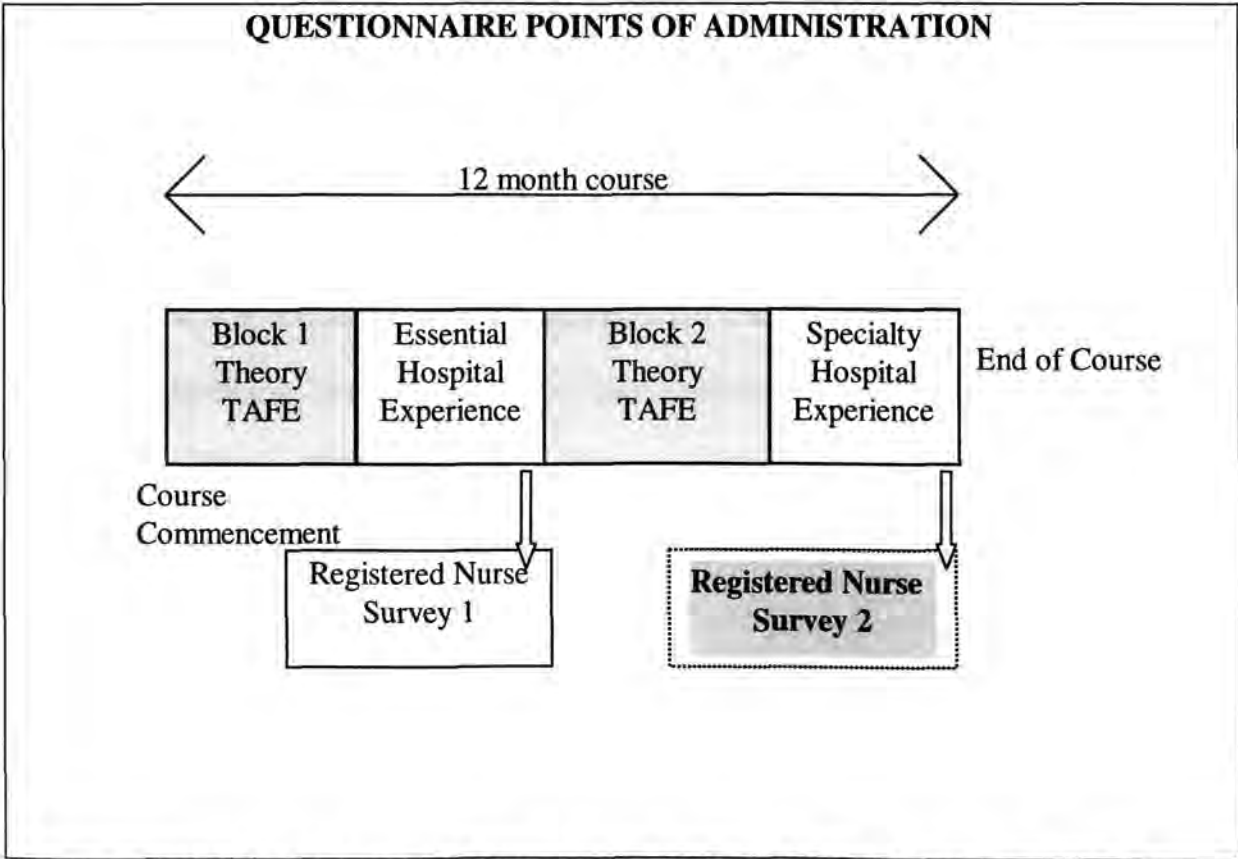 QUESTIONNAIRE POINTS OF ADMINISTRATION
12 month course
Block 1
Theory
TAFE
Essential
Hospital
Experience
Block 2
Theory
TAFE
Specialty
Hospital
Experience
End of Course
Course
Commencement
Registered Nurse
Survey 1
Registered Nurse
Survey 2